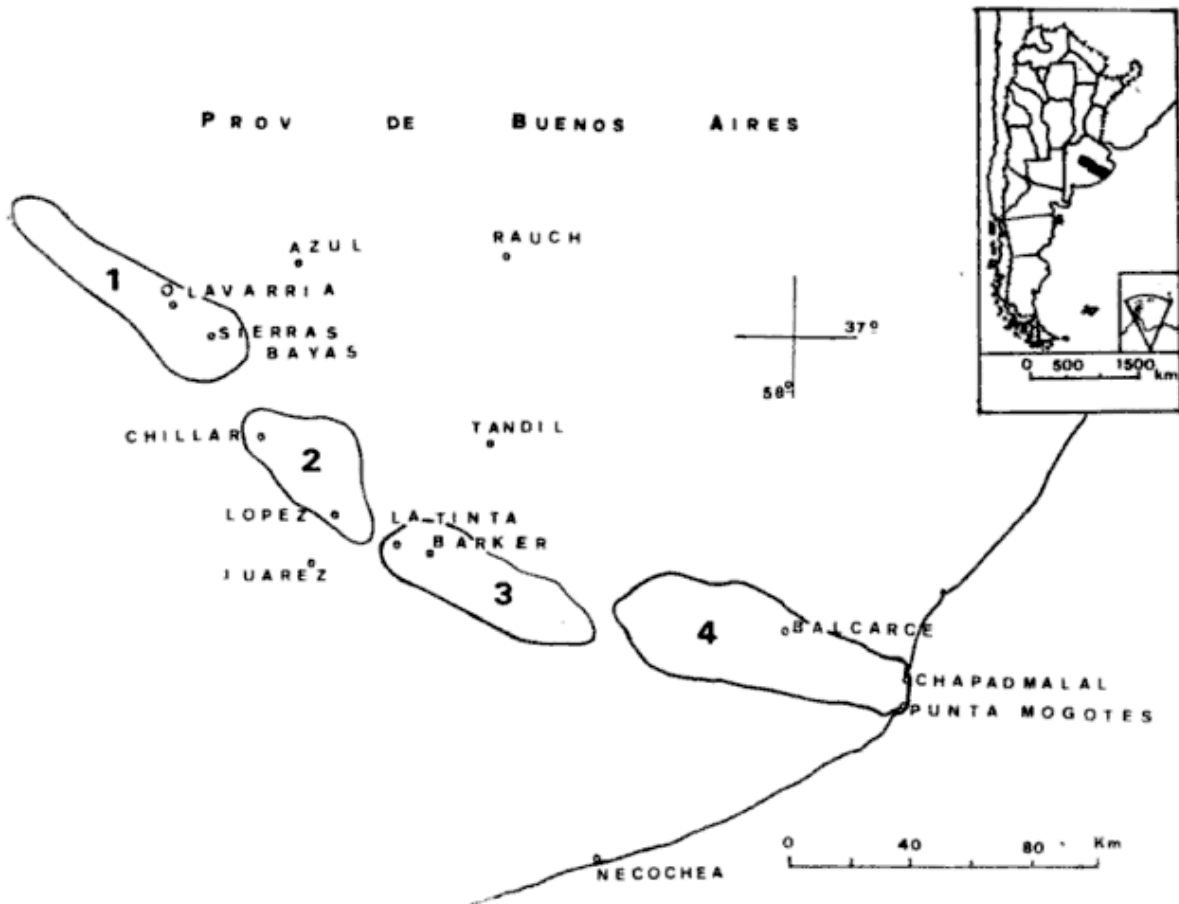 PROV DE BUENOS AIRES
AZUL
RAUCH
1
OLAVARRIA
SIERRAS
BAYAS
37º
58º
CHILLAR
2
TANDIL
LOPEZ
LA TINTA
BARKER
JUAREZ
3
4
BALCARCE
CHAPADMALAL
PUNTA MOGOTES
NECOCHEA
0 40 80 Km
0 500 1500
km